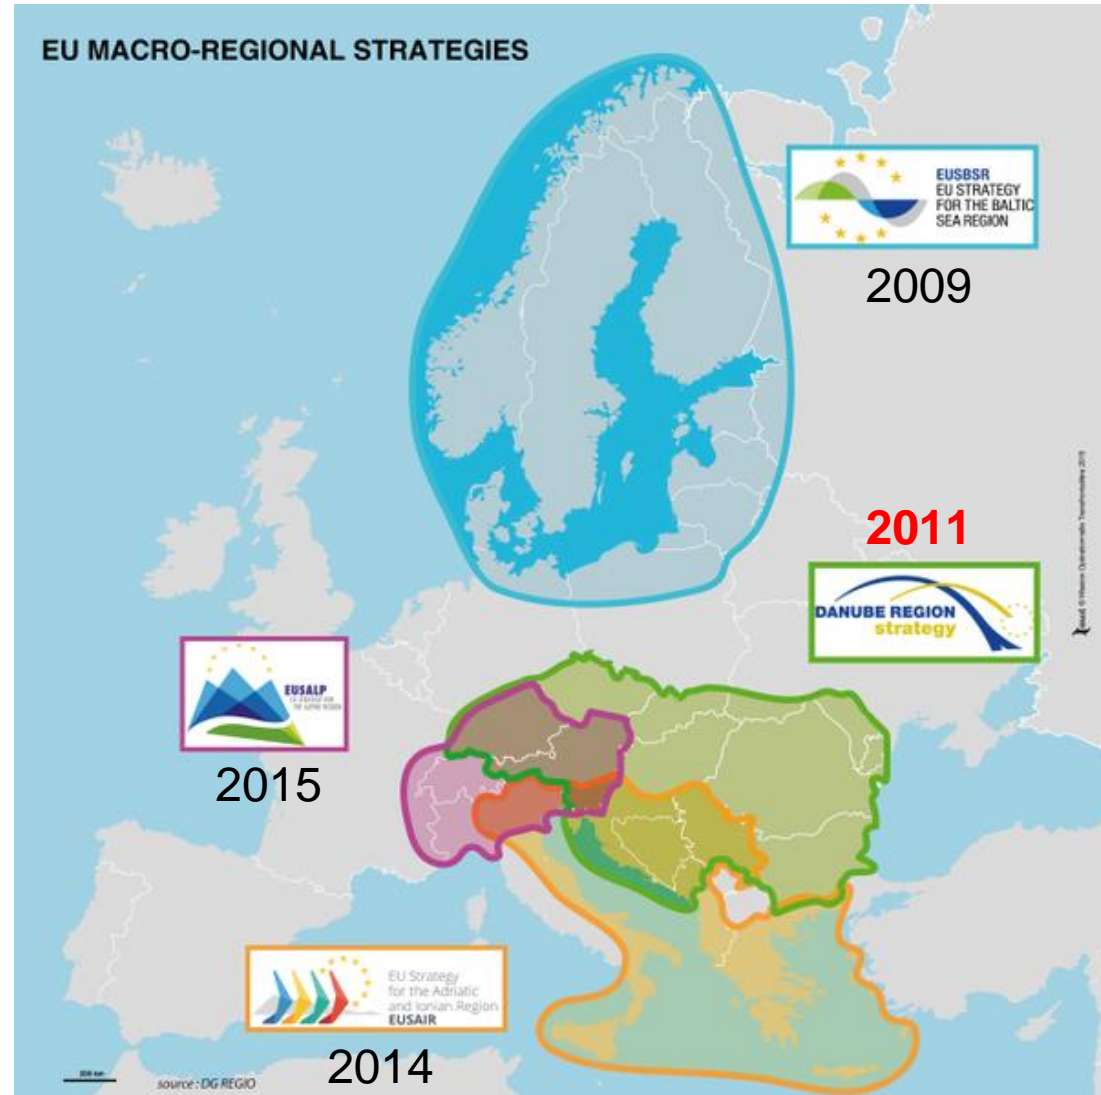 EU MACRO-REGIONAL STRATEGIES
EUSBSR
EU STRATEGY
FOR THE BALTIC
SEA REGION
2009
2011
DANUBE REGION
strategy
EUSALP
2015
EU Strategy
for the Adriatic
and Ionian Region
EUSAIR
2014
source : DG REGIO